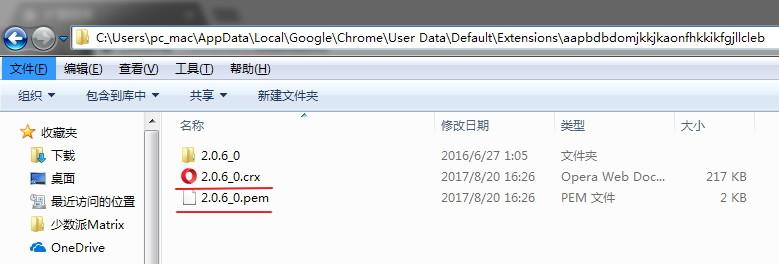 C:\Users\pc_mac\AppData\Local\Google\Chrome\User Data\Default\Extensions\aapbdbdomjkkjkaonfhkkikfgjllcleb
文件(F) 编辑(E) 查看(V) 工具(T) 帮助(H)
组织 包含到库中 共享 新建文件夹
收藏夹
下载
桌面
最近访问的位置
少数派Matrix
OneDrive
名称 修改日期 类型 大小
2.0.6_0 2016/6/27 1:05 文件夹
2.0.6_0.crx 2017/8/20 16:26 Opera Web Doc... 217 KB
2.0.6_0.pem 2017/8/20 16:26 PEM 文件 2 KB